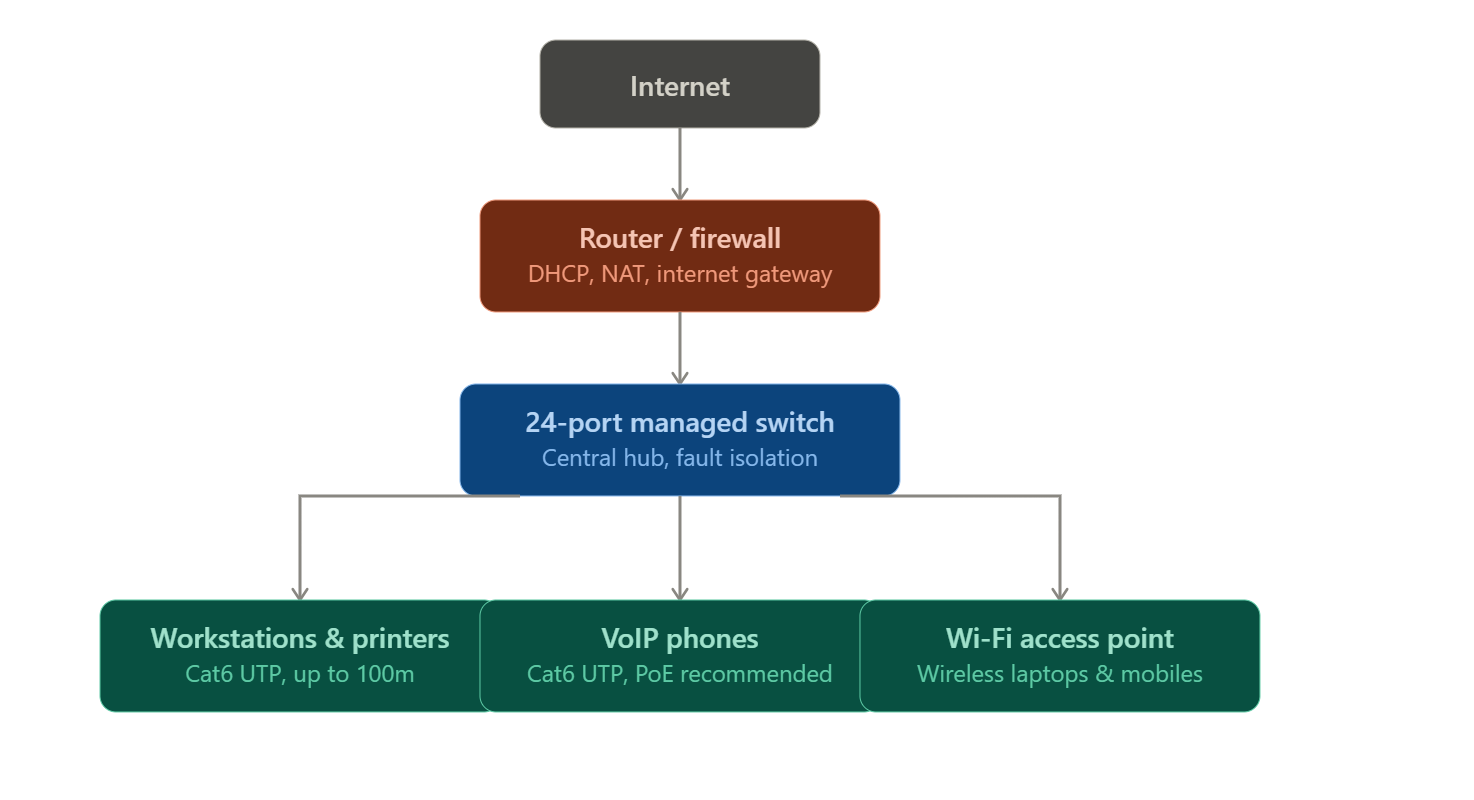 Internet
Router / firewall
DHCP, NAT, internet gateway
24-port managed switch
Central hub, fault isolation
Workstations & printers
Cat6 UTP, up to 100m
VoIP phones
Cat6 UTP, PoE recommended
Wi-Fi access point
Wireless laptops & mobiles